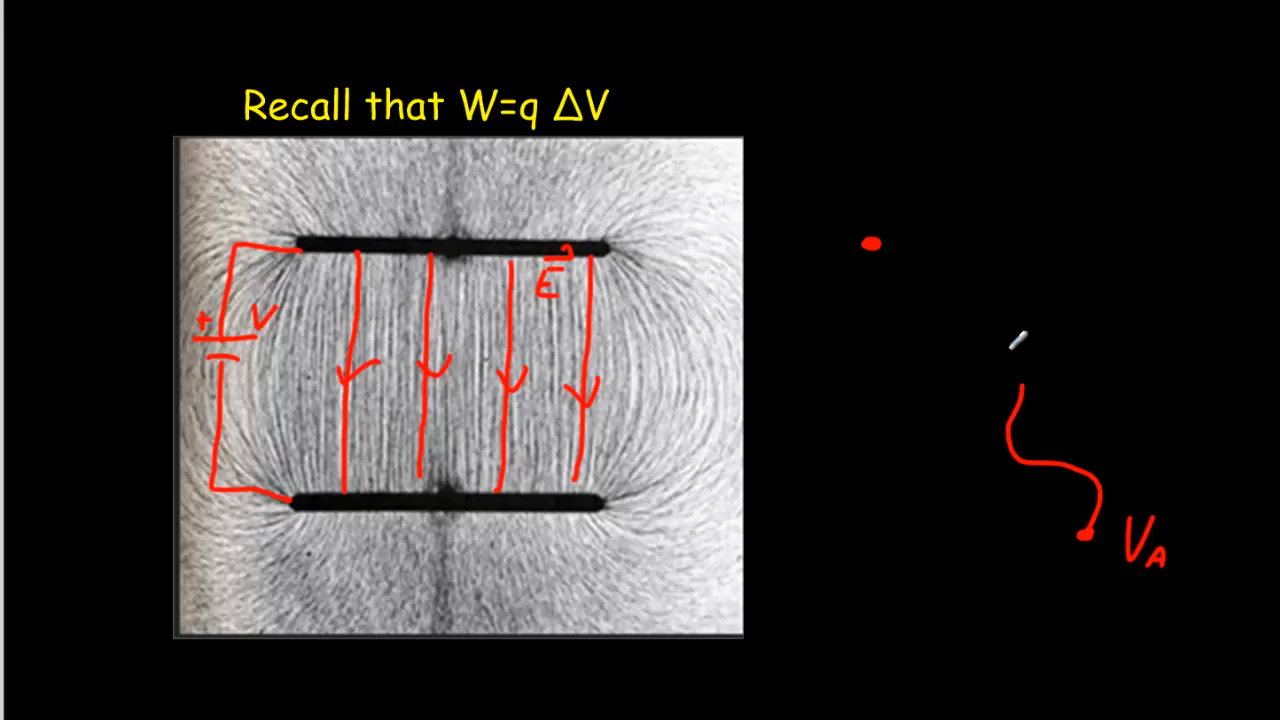 Recall that W=q ΔV
E⃗
+ V
V_A